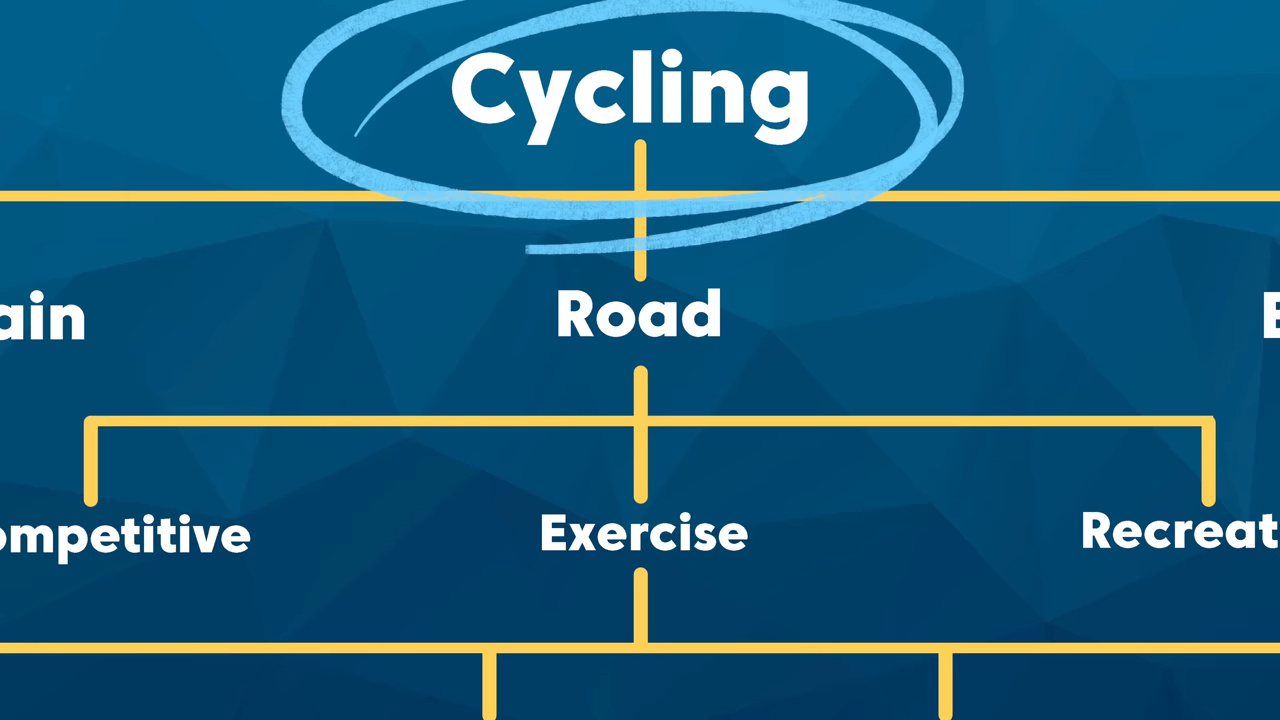 Cycling
ain
Road
ompetitive
Exercise
Recreat